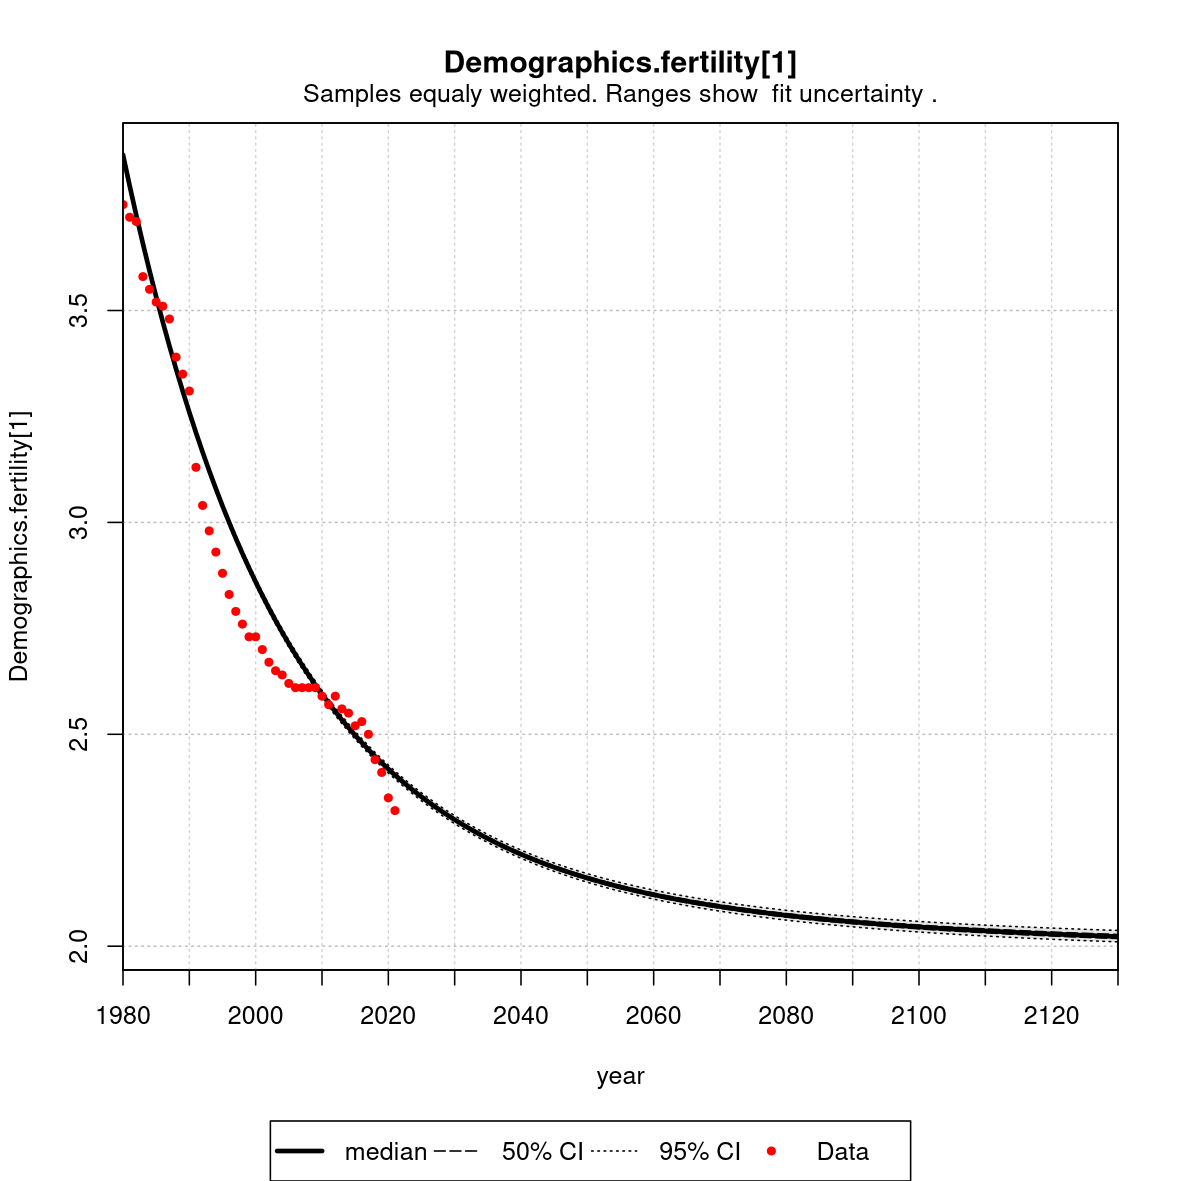 Demographics.fertility[1]
Samples equaly weighted. Ranges show  fit uncertainty .
Demographics.fertility[1]
3.5
3.0
2.5
2.0
1980 2000 2020 2040 2060 2080 2100 2120
year
median 50% CI 95% CI Data